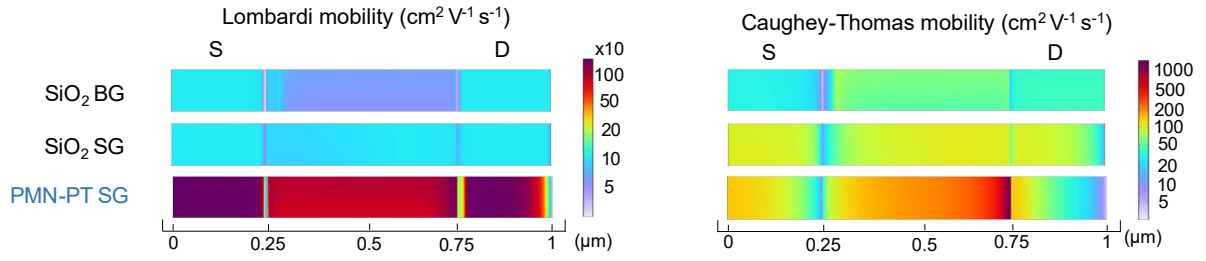 Lombardi mobility (cm² V⁻¹ s⁻¹)
S D
x10
100
50
20
10
5
SiO₂ BG
SiO₂ SG
PMN-PT SG
0 0.25 0.5 0.75 1 (μm)
Caughey-Thomas mobility (cm² V⁻¹ s⁻¹)
S D
1000
500
200
100
50
20
10
5
0 0.25 0.5 0.75 1 (μm)